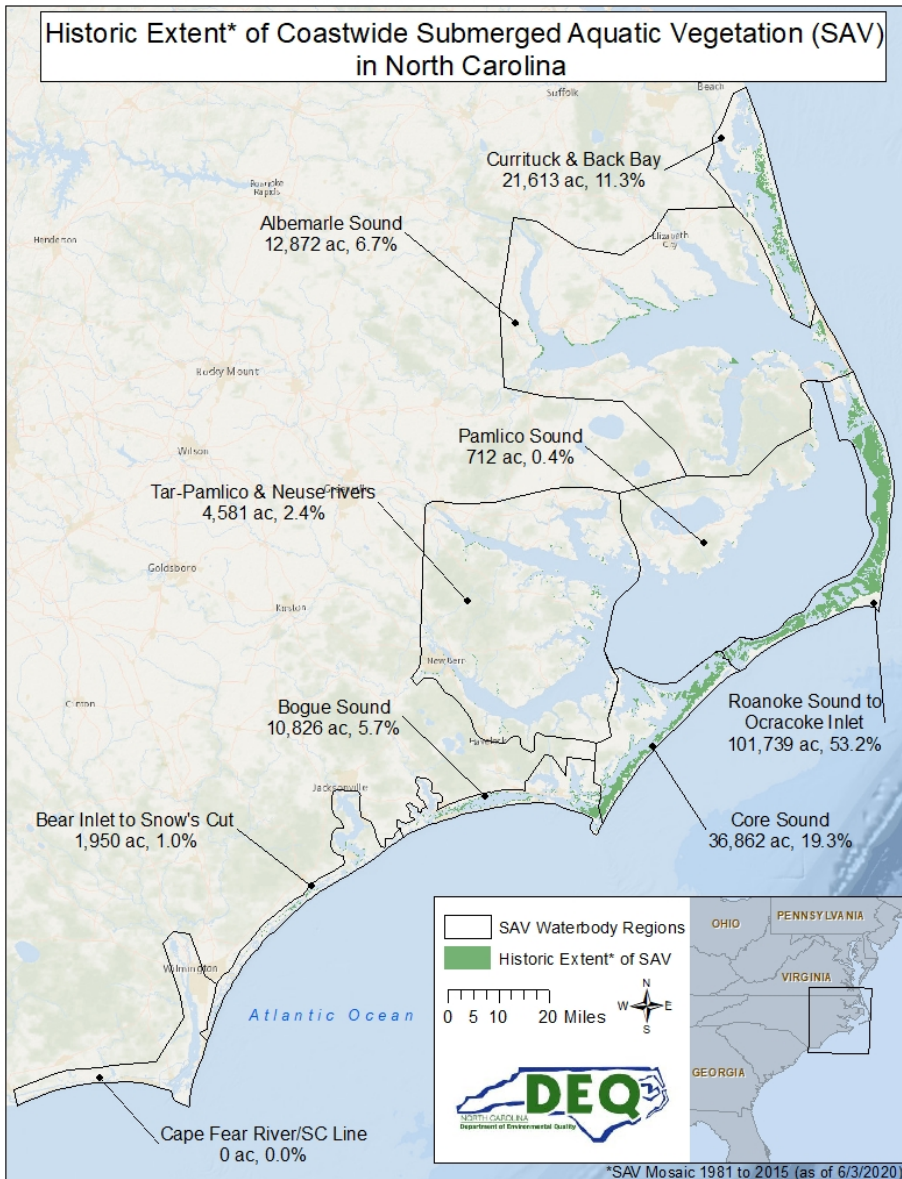 Historic Extent* of Coastwide Submerged Aquatic Vegetation (SAV)
in North Carolina
Beach
Suffolk
Currituck & Back Bay
21,613 ac, 11.3%
Roanoke
Rapids
Albemarle Sound
12,872 ac, 6.7%
Henderson
Elizabeth
City
Rocky Mount
Pamlico Sound
712 ac, 0.4%
Wilson
Tar-Pamlico & Neuse rivers
4,581 ac, 2.4%
Goldsboro
Kinston
New Bern
Roanoke Sound to
Ocracoke Inlet
101,739 ac, 53.2%
Clinton
Bogue Sound
10,826 ac, 5.7%
Havelock
Jacksonville
Bear Inlet to Snow's Cut
1,950 ac, 1.0%
Core Sound
36,862 ac, 19.3%
Wilmington
Atlantic Ocean
Cape Fear River/SC Line
0 ac, 0.0%
SAV Waterbody Regions
Historic Extent* of SAV
0 5 10 20 Miles
N
W E
S
DEQ
NORTH CAROLINA
Department of Environmental Quality
OHIO
PENNSYLVANIA
VIRGINIA
GEORGIA
*SAV Mosaic 1981 to 2015 (as of 6/3/2020)